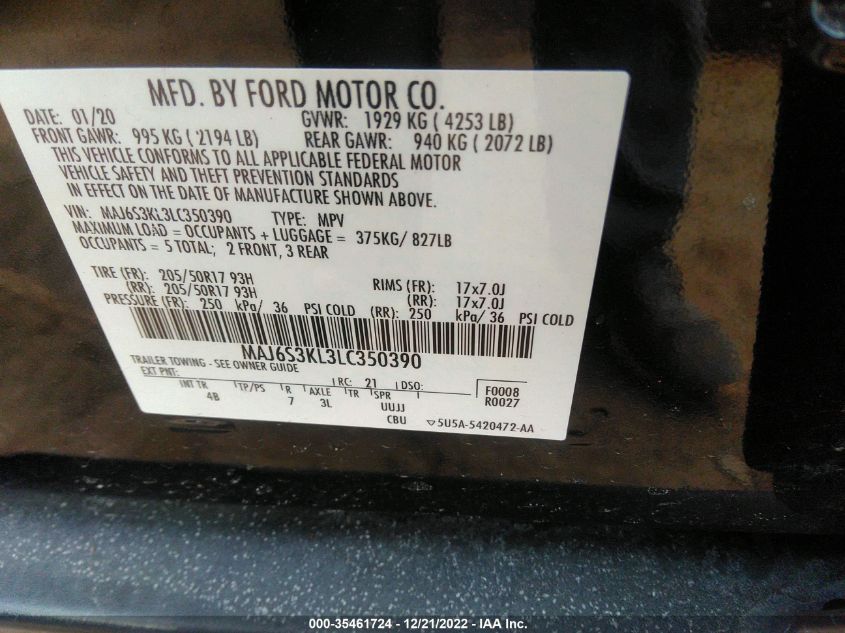 MFD. BY FORD MOTOR CO.
DATE: 01/20 GVWR: 1929 KG ( 4253 LB)
FRONT GAWR: 995 KG ( 2194 LB) REAR GAWR: 940 KG ( 2072 LB)
THIS VEHICLE CONFORMS TO ALL APPLICABLE FEDERAL MOTOR
VEHICLE SAFETY AND THEFT PREVENTION STANDARDS
IN EFFECT ON THE DATE OF MANUFACTURE SHOWN ABOVE.
VIN: MAJ6S3KL3LC350390 TYPE: MPV
MAXIMUM LOAD = OCCUPANTS + LUGGAGE = 375KG/ 827LB
OCCUPANTS = 5 TOTAL; 2 FRONT, 3 REAR
TIRE (FR): 205/50R17 93H RIMS (FR): 17x7.0J
(RR): 205/50R17 93H (RR): 17x7.0J
PRESSURE (FR): 250 kPa/ 36 PSI COLD (RR): 250 kPa/ 36 PSI COLD
MAJ6S3KL3LC350390
TRAILER TOWING - SEE OWNER GUIDE
EXT PNT: RC: 21 DSO: F0008
INT TR TP/PS R AXLE TR SPR R0027
4B 7 3L UUJJ
CBU ▽5U5A-5420472-AA
000-35461724 - 12/21/2022 - IAA Inc.